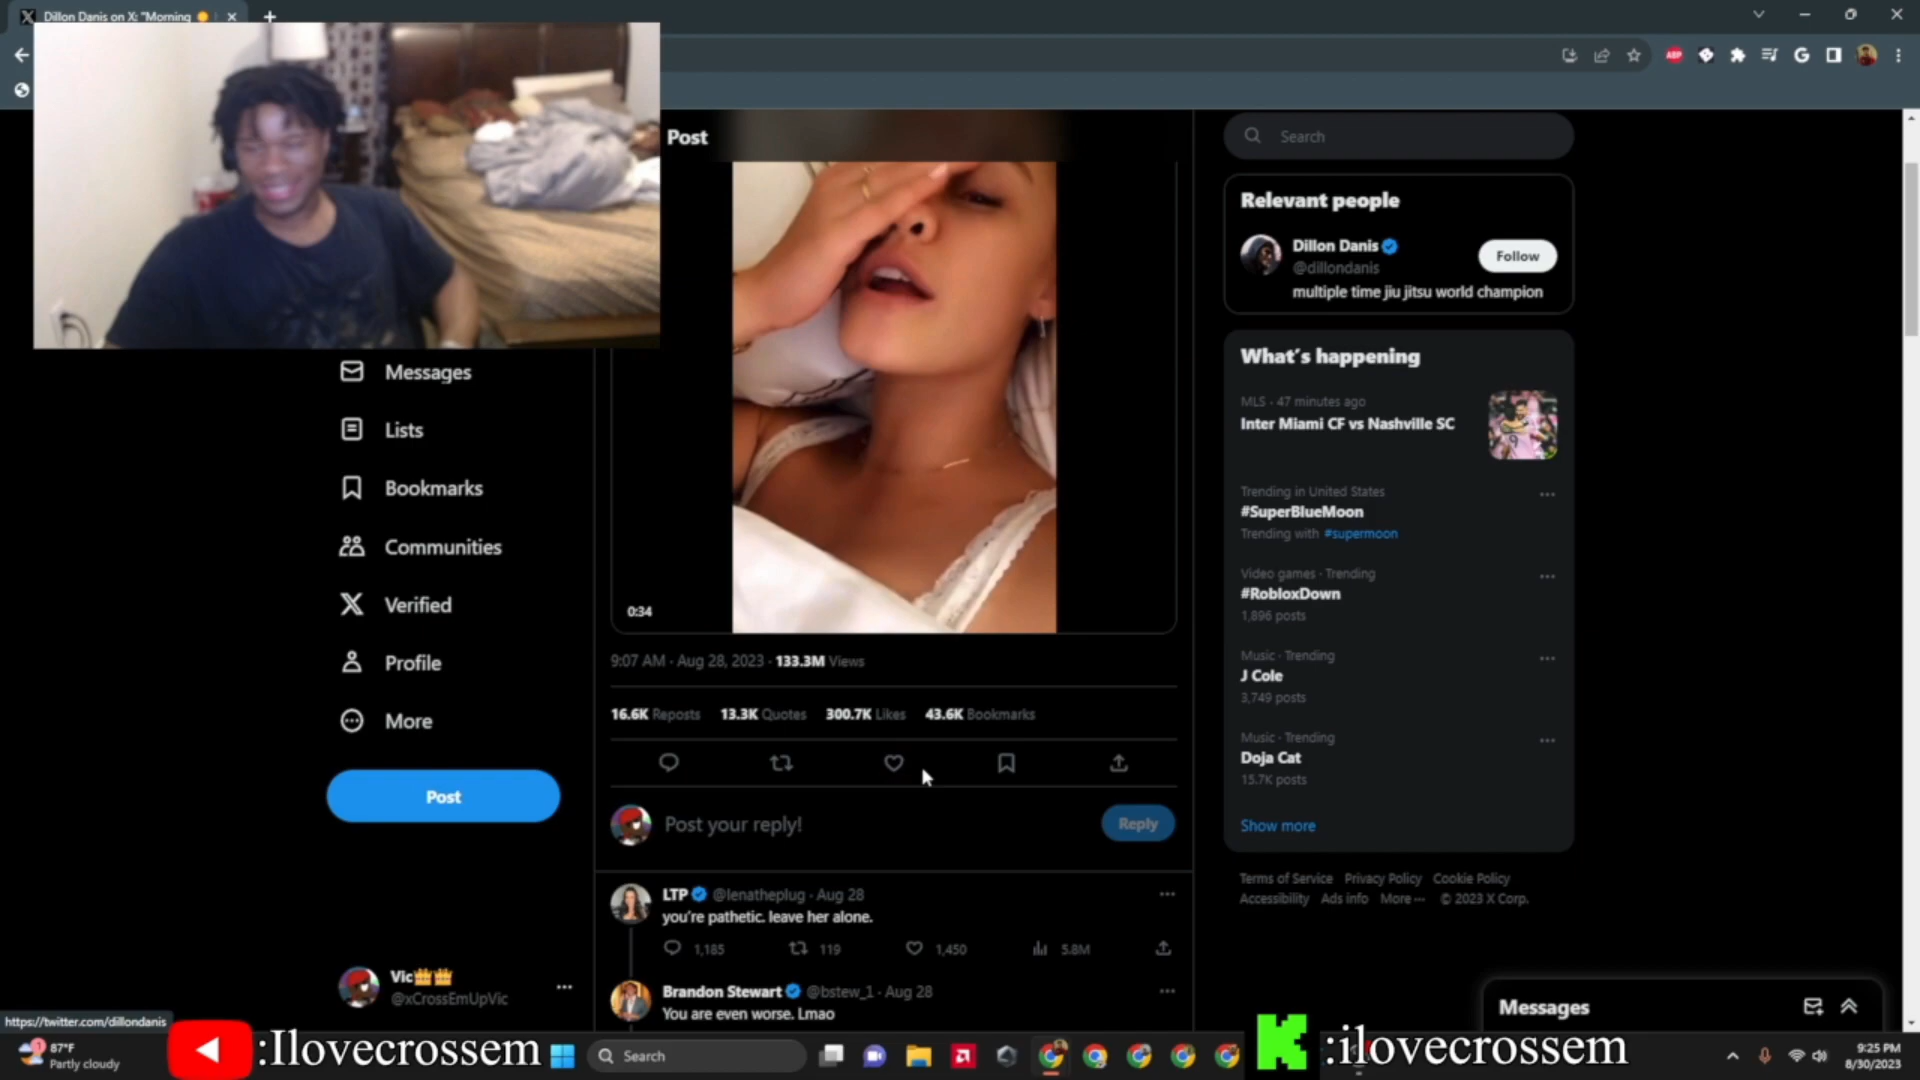 Dillon Danis on X: "Morning
Post
Search
Relevant people
Dillon Danis
@dillondanis
Follow
multiple time jiu jitsu world champion
What's happening
MLS · 47 minutes ago
Inter Miami CF vs Nashville SC
Trending in United States
#SuperBlueMoon
Trending with #supermoon
Video games · Trending
#RobloxDown
1,896 posts
Music · Trending
J Cole
3,749 posts
Music · Trending
Doja Cat
15.7K posts
Show more
Terms of Service Privacy Policy Cookie Policy
Accessibility Ads info More ··· © 2023 X Corp.
Messages
Lists
Bookmarks
Communities
Verified
Profile
More
Post
Vic👑👑
@xCrossEmUpVic
0:34
9:07 AM · Aug 28, 2023 · 133.3M Views
16.6K Reposts 13.3K Quotes 300.7K Likes 43.6K Bookmarks
Post your reply!
Reply
LTP @lenatheplug · Aug 28
you're pathetic. leave her alone.
1,185 119 1,450 5.8M
Brandon Stewart @bstew_1 · Aug 28
You are even worse. Lmao
Messages
https://twitter.com/dillondanis
87°F
Partly cloudy
:Ilovecrossem
Search
K:ilovecrossem
9:25 PM
8/30/2023
ABP
1
9